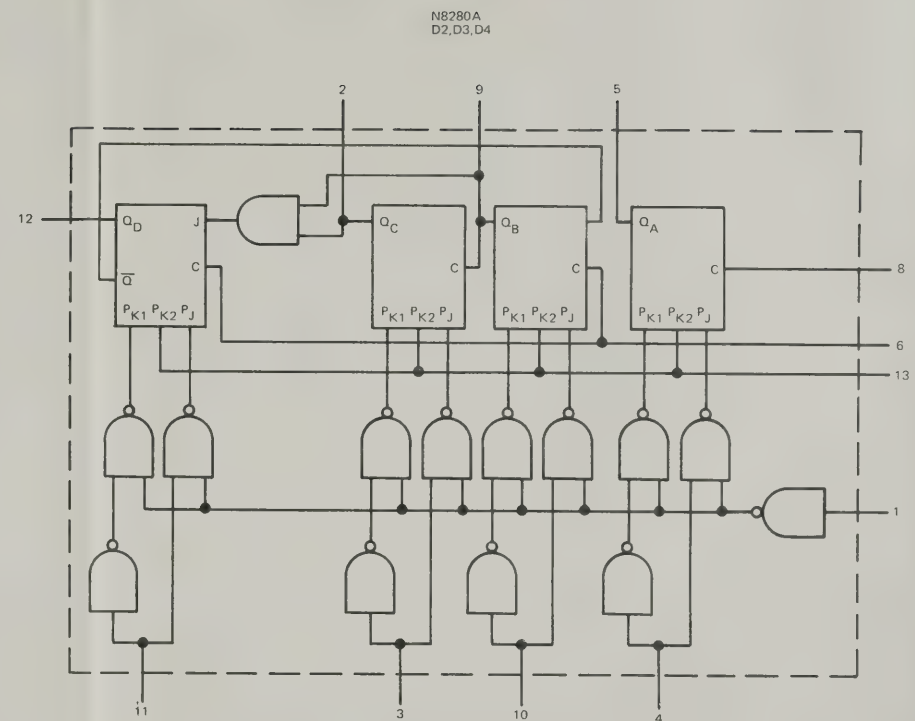 N8280A
D2,D3,D4
2 9 5
12 Q_D J Q_C Q_B Q_A
C C C C 8
Q̅
P_K1 P_K2 P_J P_K1 P_K2 P_J P_K1 P_K2 P_J P_K1 P_K2 P_J
6
13
1
11 3 10 4